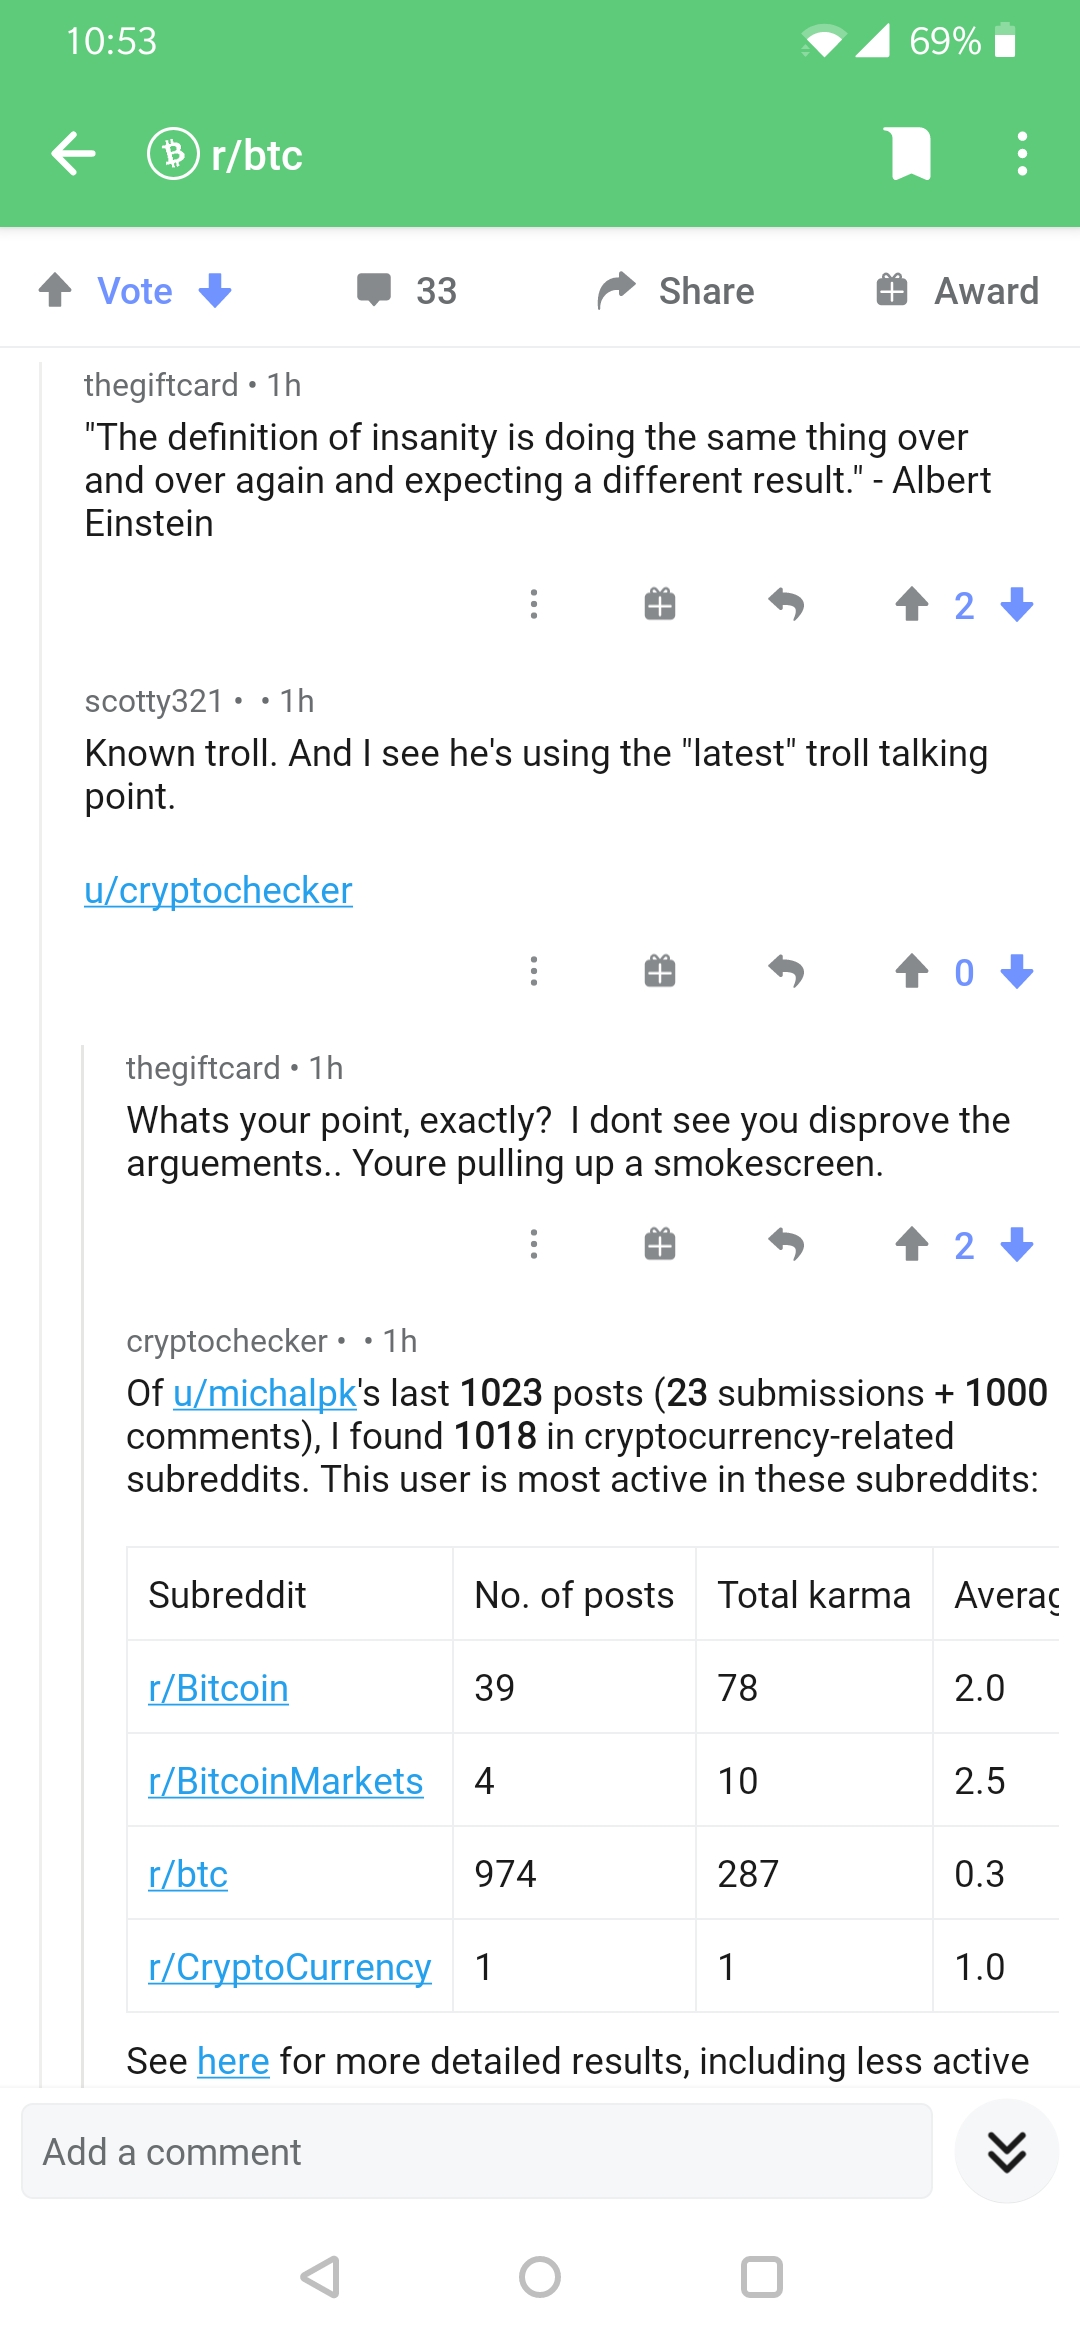 10:53
69%
r/btc
Vote
33
Share
Award
thegiftcard • 1h
"The definition of insanity is doing the same thing over
and over again and expecting a different result." - Albert
Einstein
2
scotty321 • • 1h
Known troll. And I see he's using the "latest" troll talking
point.
u/cryptochecker
0
thegiftcard • 1h
Whats your point, exactly?  I dont see you disprove the
arguements.. Youre pulling up a smokescreen.
2
cryptochecker • • 1h
Of u/michalpk's last 1023 posts (23 submissions + 1000
comments), I found 1018 in cryptocurrency-related
subreddits. This user is most active in these subreddits:
Subreddit No. of posts Total karma Averag
r/Bitcoin 39 78 2.0
r/BitcoinMarkets 4 10 2.5
r/btc 974 287 0.3
r/CryptoCurrency 1 1 1.0
See here for more detailed results, including less active
Add a comment